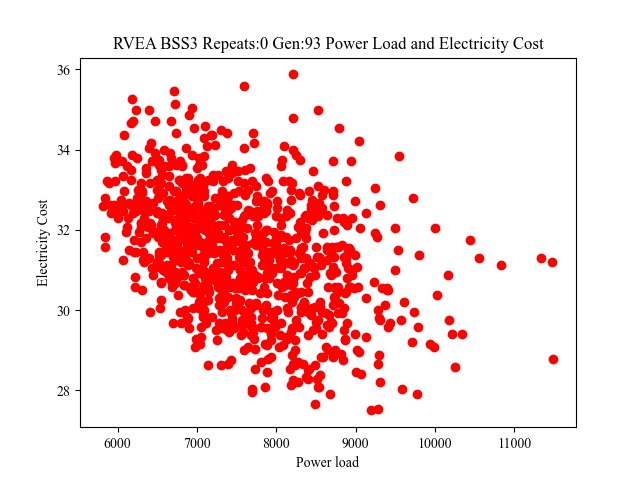 RVEA BSS3 Repeats:0 Gen:93 Power Load and Electricity Cost
36
34
32
30
28
Electricity Cost
6000 7000 8000 9000 10000 11000
Power load